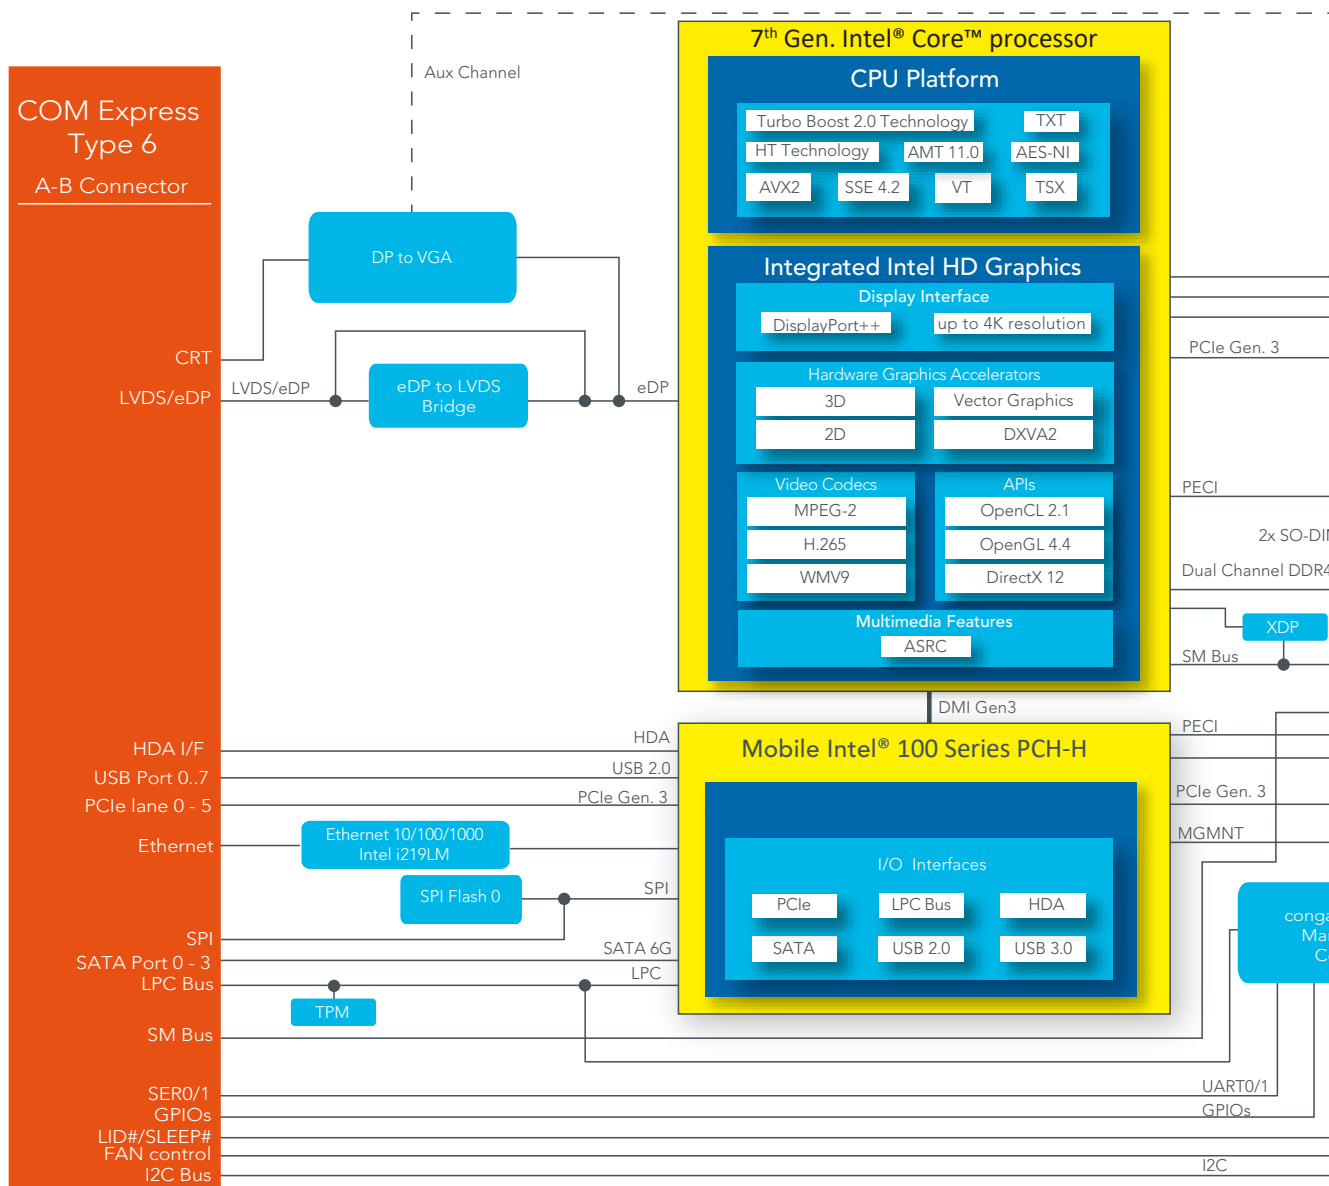 7th Gen. Intel® Core™ processor
CPU Platform
Turbo Boost 2.0 Technology
TXT
HT Technology
AMT 11.0
AES-NI
AVX2
SSE 4.2
VT
TSX
Integrated Intel HD Graphics
Display Interface
DisplayPort++
up to 4K resolution
Hardware Graphics Accelerators
3D
Vector Graphics
2D
DXVA2
Video Codecs
MPEG-2
H.265
WMV9
APIs
OpenCL 2.1
OpenGL 4.4
DirectX 12
Multimedia Features
ASRC
DMI Gen3
Mobile Intel® 100 Series PCH-H
I/O Interfaces
PCIe
LPC Bus
HDA
SATA
USB 2.0
USB 3.0
COM Express
Type 6
A-B Connector
CRT
LVDS/eDP
HDA I/F
USB Port 0..7
PCIe lane 0 - 5
Ethernet
SPI
SATA Port 0 - 3
LPC Bus
SM Bus
SER0/1
GPIOs
LID#/SLEEP#
FAN control
I2C Bus
Aux Channel
DP to VGA
LVDS/eDP
eDP to LVDS
Bridge
eDP
HDA
USB 2.0
PCIe Gen. 3
Ethernet 10/100/1000
Intel i219LM
SPI Flash 0
SPI
SATA 6G
LPC
TPM
PCIe Gen. 3
PECI
2x SO-DI
Dual Channel DDR4
XDP
SM Bus
PECI
PCIe Gen. 3
MGMNT
conga
Ma
C
UART0/1
GPIOs
I2C